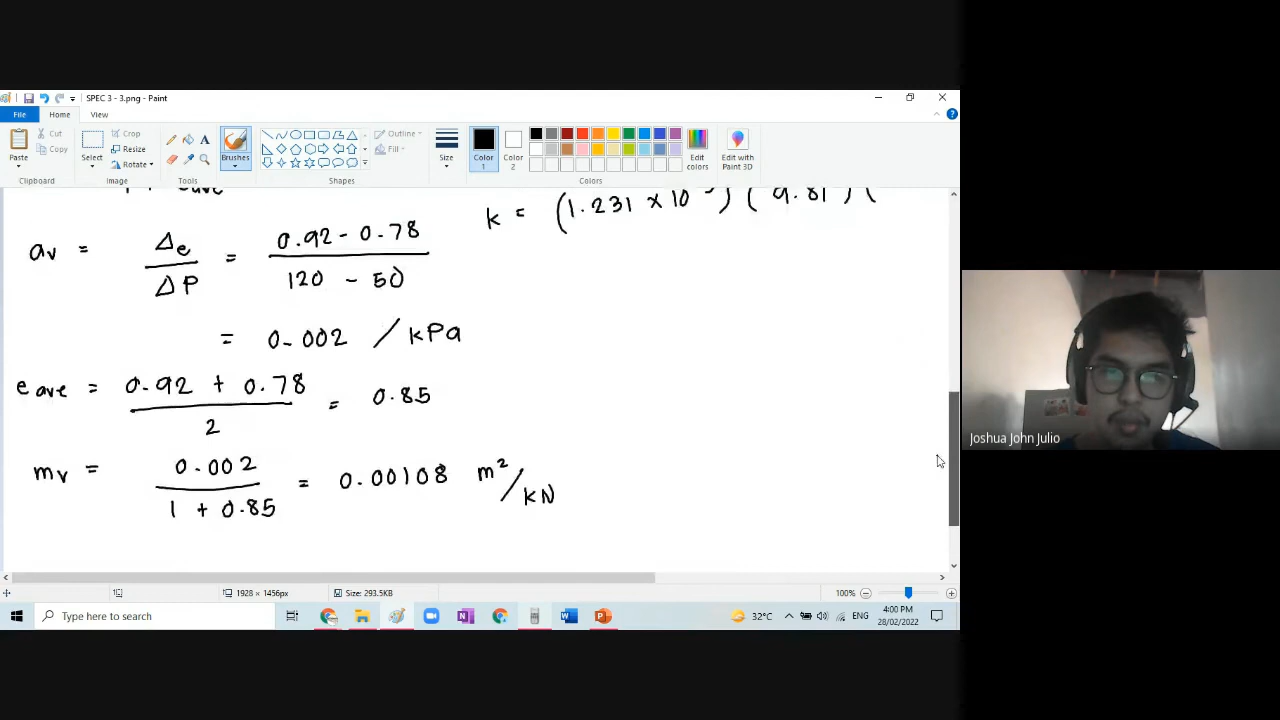 SPEC 3 - 3.png - Paint
File Home View
Paste
Cut
Copy
Clipboard
Select
Crop
Resize
Rotate
Image
Tools
Brushes
Shapes
Outline
Fill
Size
Color 1
Color 2
Colors
Edit colors
Edit with Paint 3D
k = (1.231 x 10 ) ( 9.81 ) (
av = Δe / ΔP = 0.92 - 0.78 / 120 - 50
= 0.002 / kPa
e ave = 0.92 + 0.78 / 2 = 0.85
mv = 0.002 / 1 + 0.85 = 0.00108 m² / kN
Joshua John Julio
1928 × 1456px
Size: 293.5KB
100%
Type here to search
32°C
ENG
4:00 PM
28/02/2022